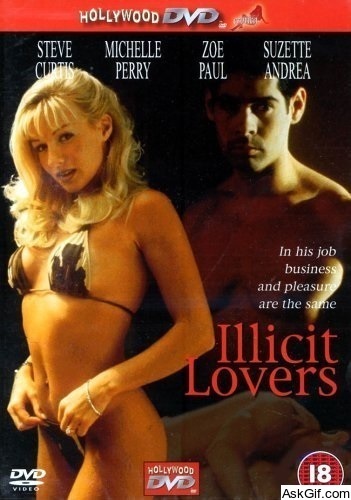 HOLLYWOOD DVD
STEVE CURTIS
MICHELLE PERRY
ZOE PAUL
SUZETTE ANDREA
In his job
business
and pleasure
are the same
Illicit
Lovers
DVD
VIDEO
HOLLYWOOD
DVD
18
AskGif.com